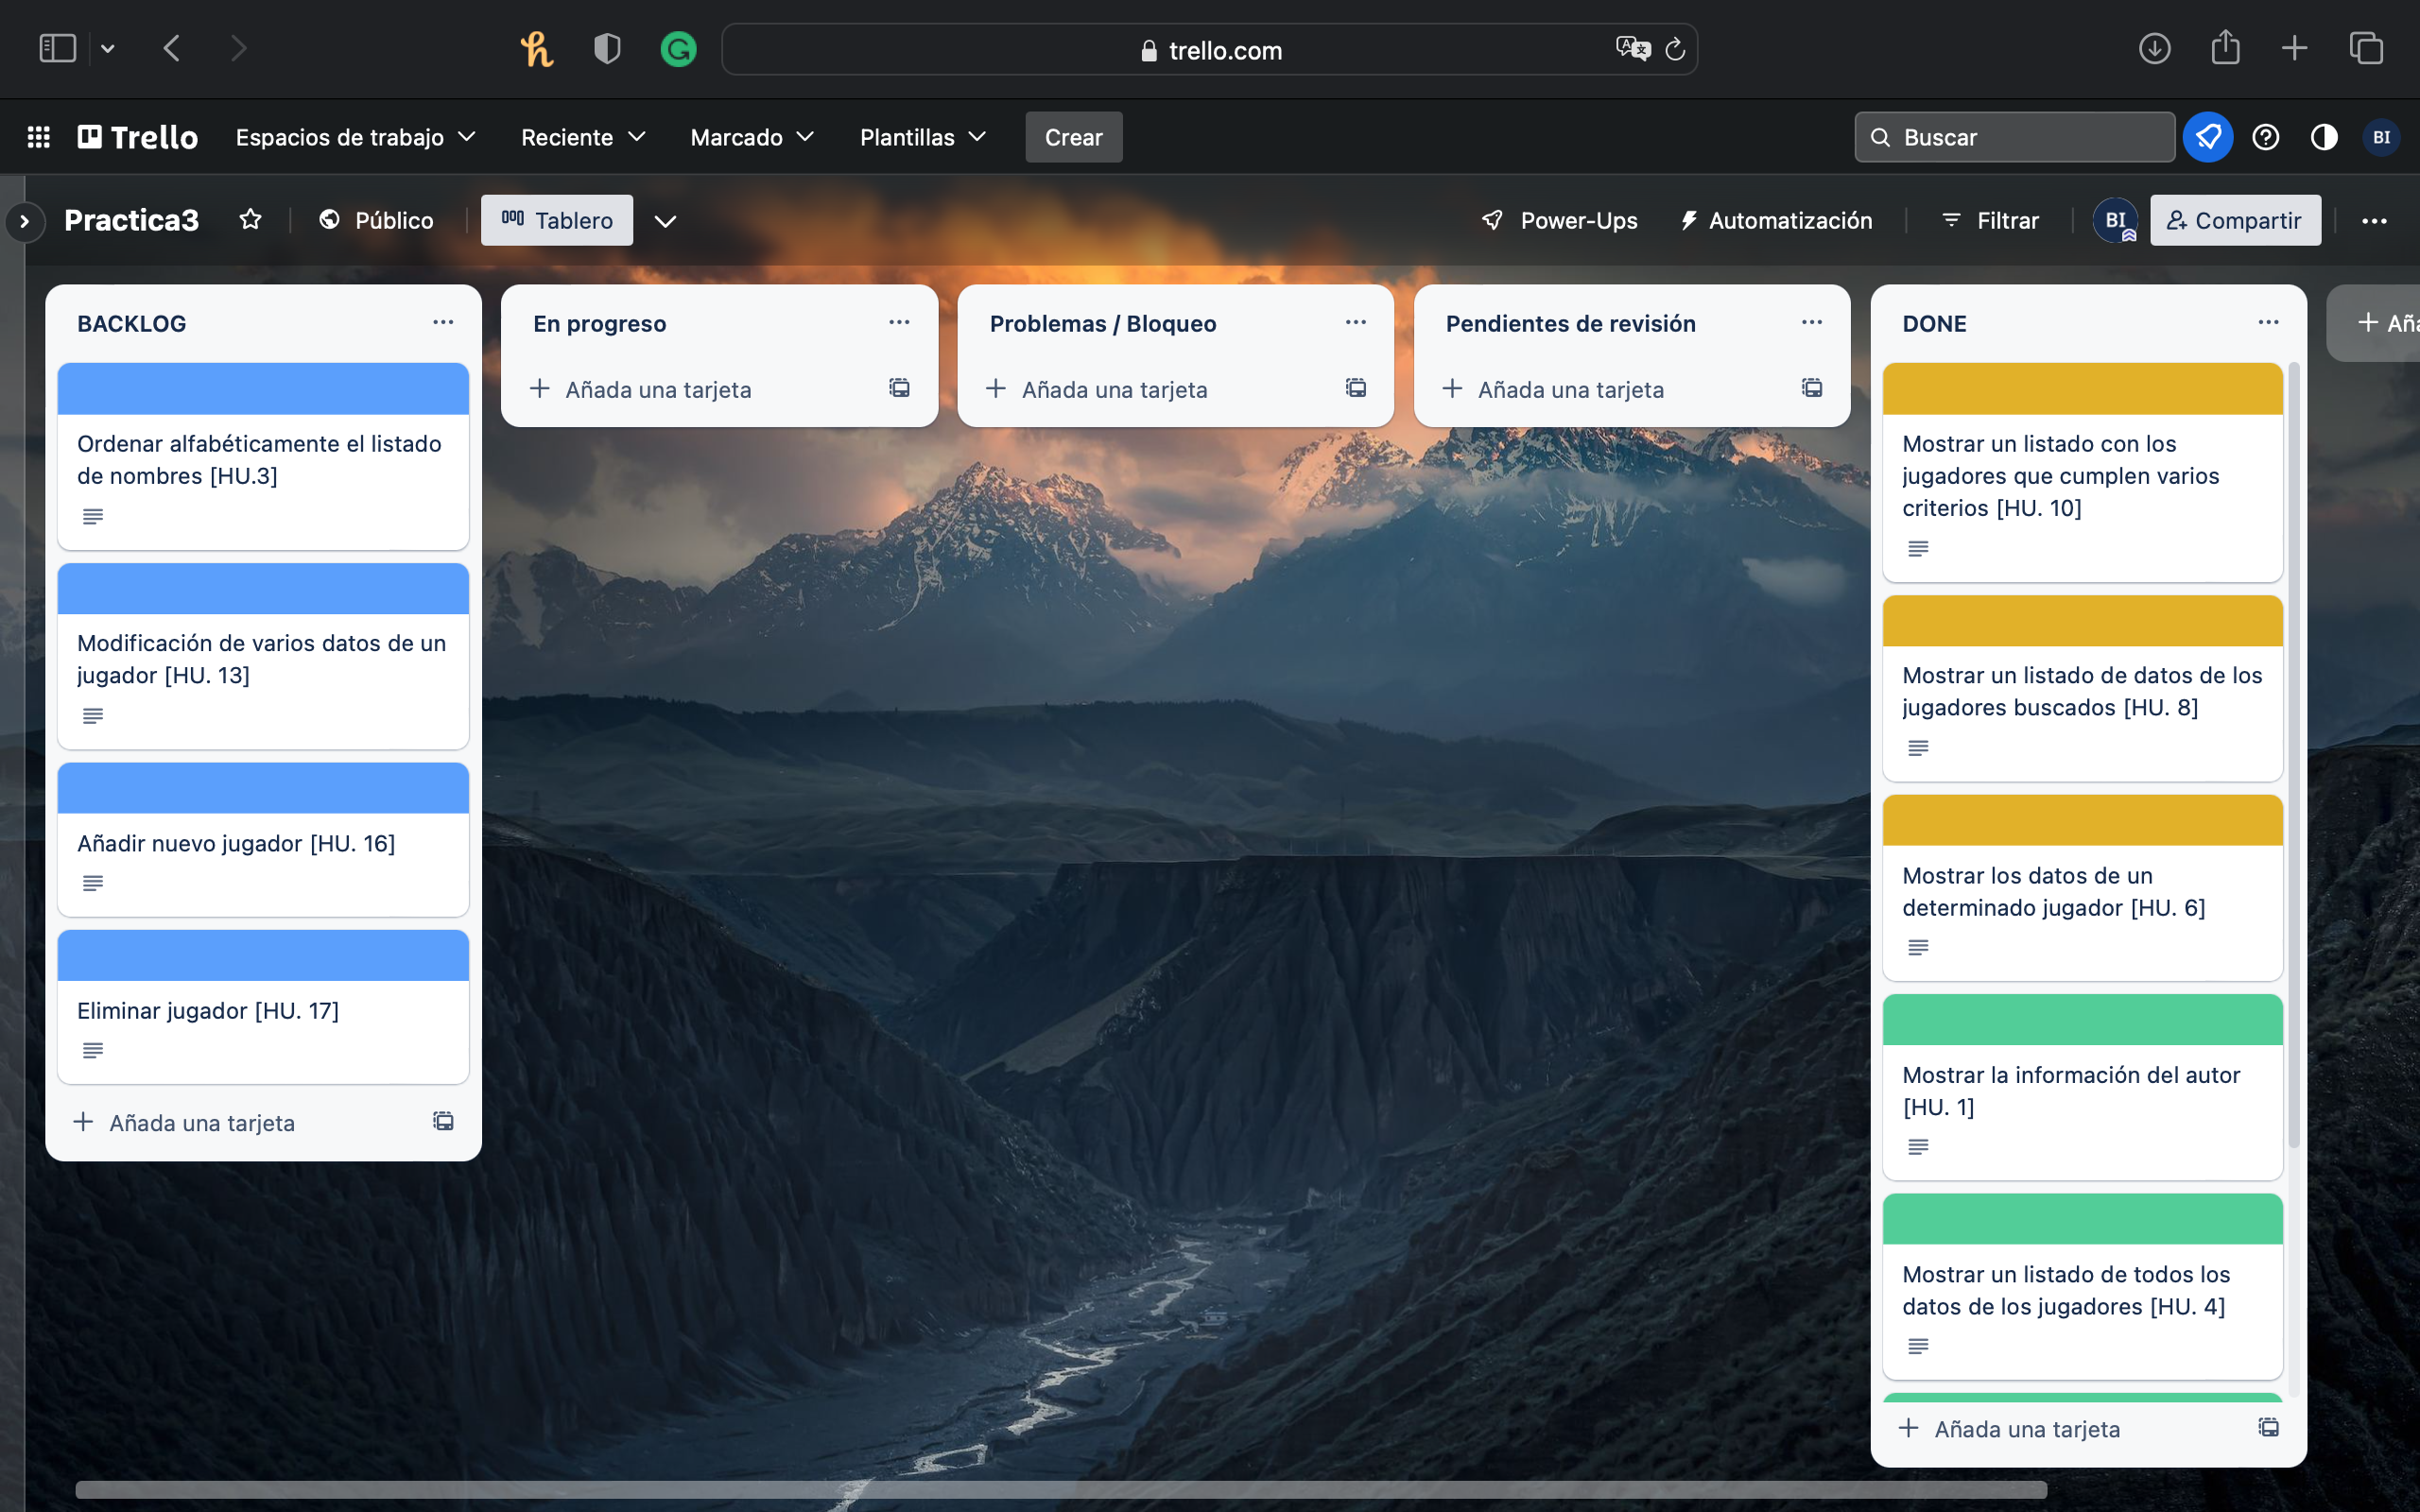 trello.com
Trello
Espacios de trabajo
Reciente
Marcado
Plantillas
Crear
Buscar
BI
Practica3
Público
Tablero
Power-Ups
Automatización
Filtrar
BI
Compartir
BACKLOG
Ordenar alfabéticamente el listado
de nombres [HU.3]
Modificación de varios datos de un
jugador [HU. 13]
Añadir nuevo jugador [HU. 16]
Eliminar jugador [HU. 17]
Añada una tarjeta
En progreso
Añada una tarjeta
Problemas / Bloqueo
Añada una tarjeta
Pendientes de revisión
Añada una tarjeta
DONE
Mostrar un listado con los
jugadores que cumplen varios
criterios [HU. 10]
Mostrar un listado de datos de los
jugadores buscados [HU. 8]
Mostrar los datos de un
determinado jugador [HU. 6]
Mostrar la información del autor
[HU. 1]
Mostrar un listado de todos los
datos de los jugadores [HU. 4]
Añada una tarjeta